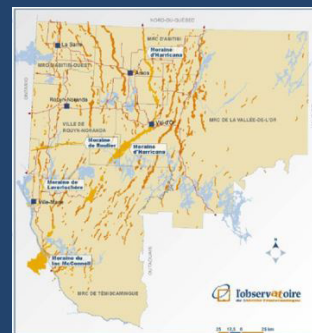 NORD-DU-QUÉBEC
MRC D'ABITIBI
La Sarre
Moraine
d'Harricana
MRC D'ABITIBI-OUEST
Amos
Rouyn-Noranda
Val-d'Or
MRC DE LA VALLÉE-DE-L'OR
VILLE DE
ROUYN-NORANDA
Moraine
de Roulier
Moraine
d'Harricana
Moraine de
Laverlochère
Ville-Marie
Moraine du
lac McConnell
MRC DE TÉMISCAMINGUE
ONTARIO
l'observatoire